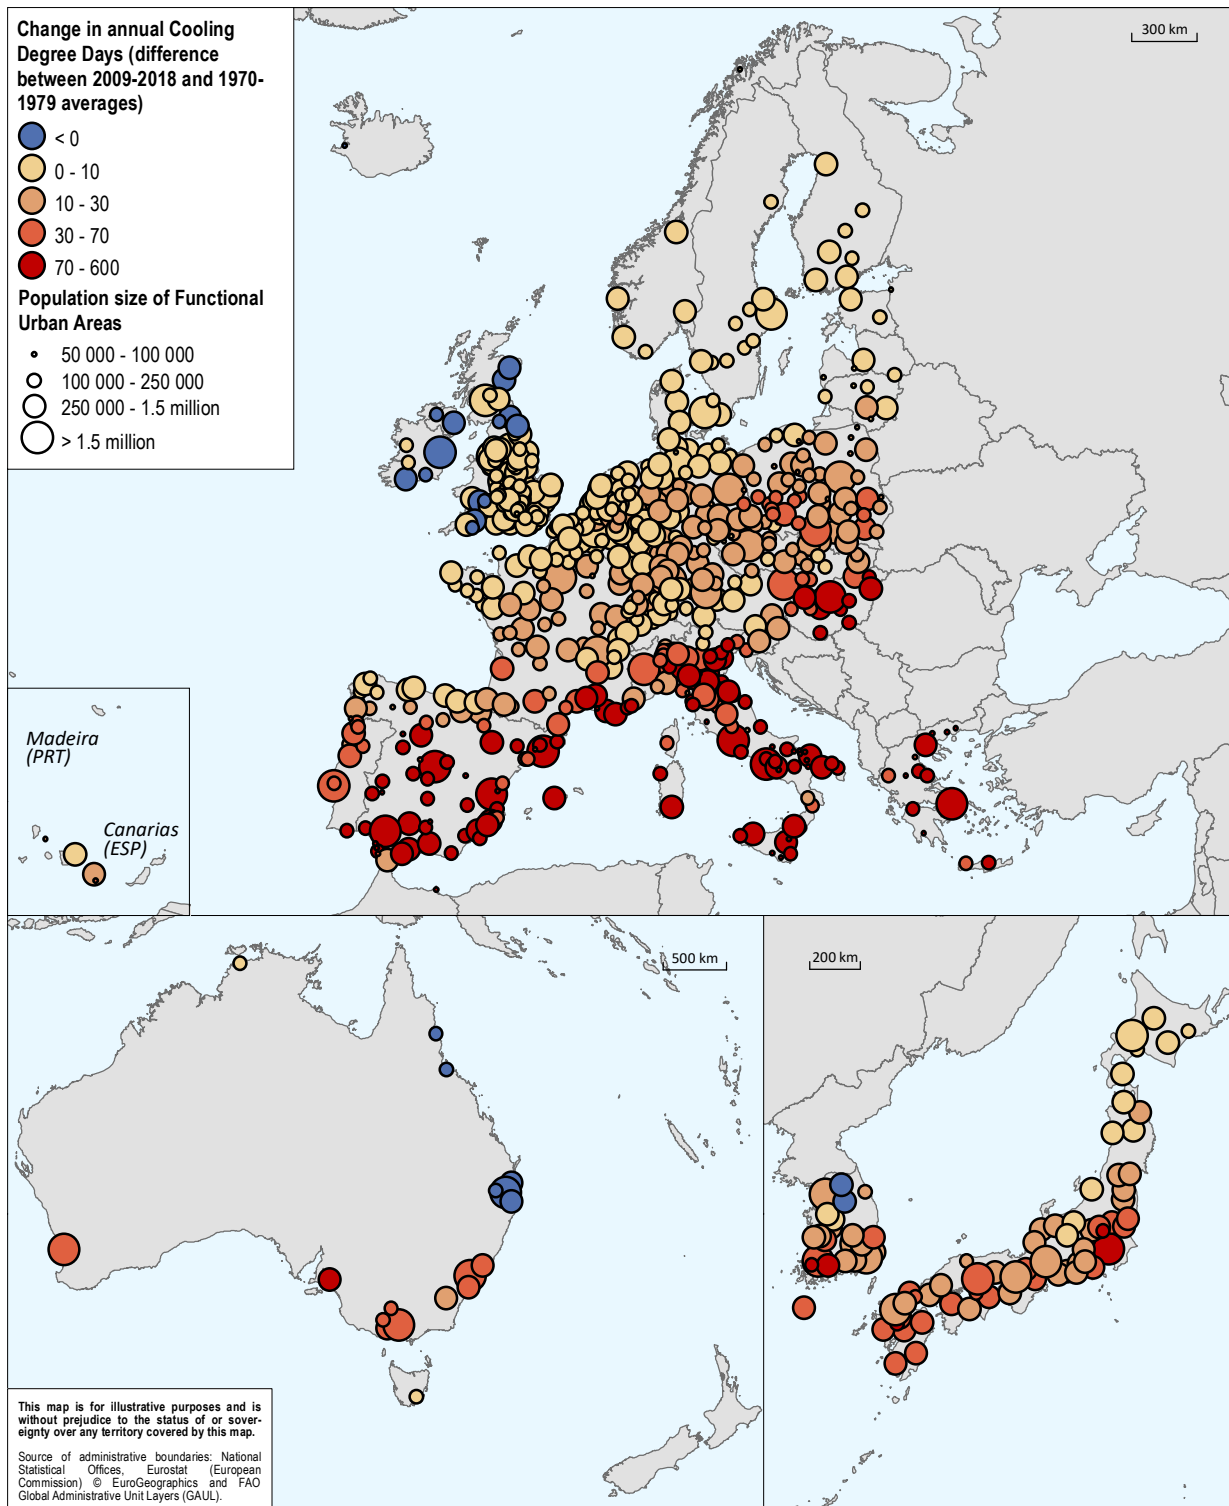 Change in annual Cooling
Degree Days (difference
between 2009-2018 and 1970-
1979 averages)
< 0
0 - 10
10 - 30
30 - 70
70 - 600
Population size of Functional
Urban Areas
50 000 - 100 000
100 000 - 250 000
250 000 - 1.5 million
> 1.5 million
300 km
Madeira
(PRT)
Canarias
(ESP)
500 km
200 km
This map is for illustrative purposes and is
without prejudice to the status of or sover-
eignty over any territory covered by this map.
Source of administrative boundaries: National
Statistical Offices, Eurostat (European
Commission) © EuroGeographics and FAO
Global Administrative Unit Layers (GAUL).